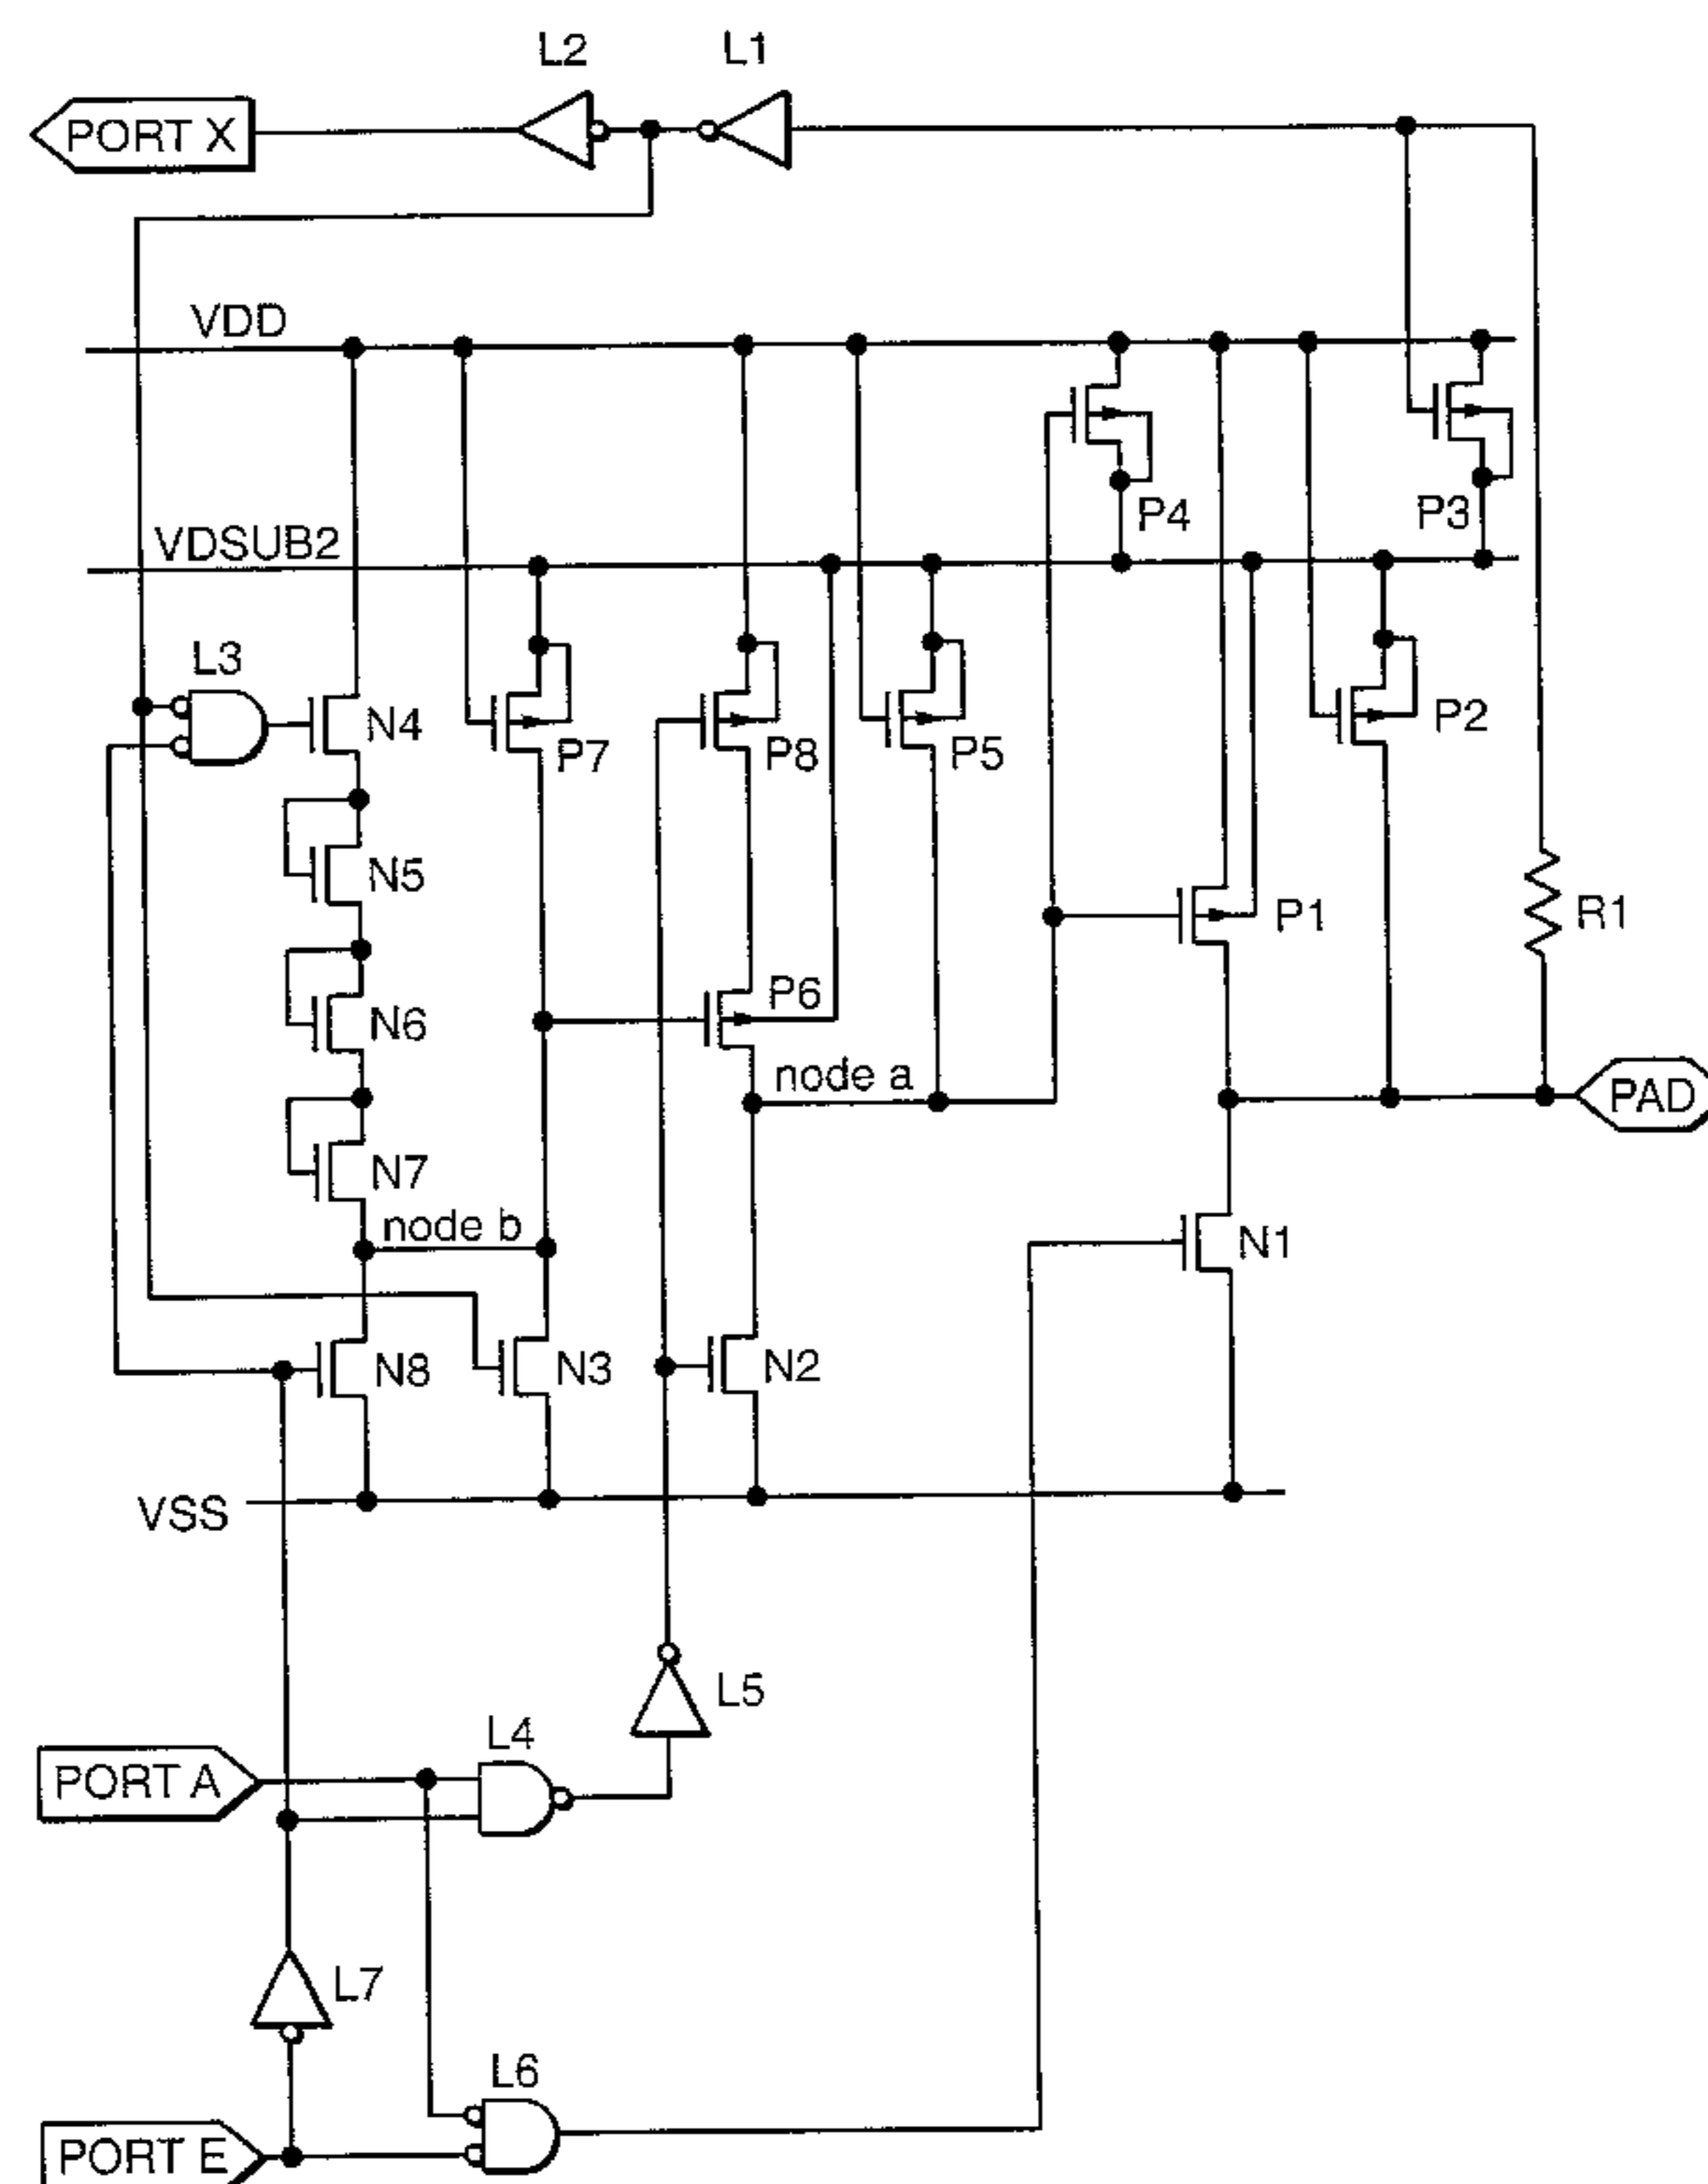 L2
L1
PORT X
VDD
P4
P3
VDSUB2
L3
N4
P7
P8
P5
P2
N5
P1
R1
P6
N6
node a
PAD
N7
node b
N1
N8
N3
N2
VSS
L5
L4
PORT A
L7
L6
PORT E